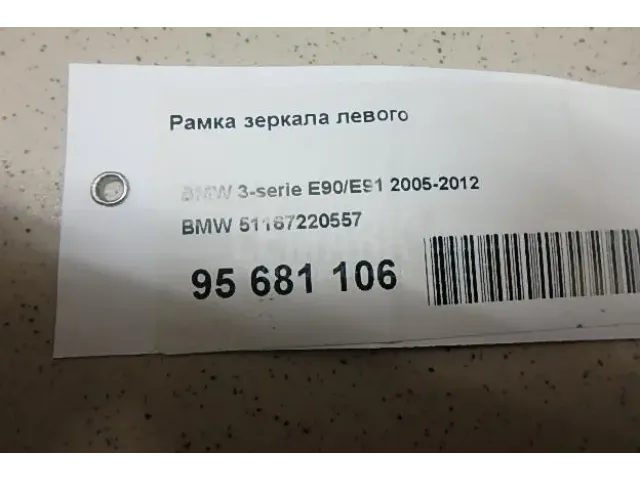 Рамка зеркала левого
BMW 3-serie E90/E91 2005-2012
BMW 51167220557
95 681 106